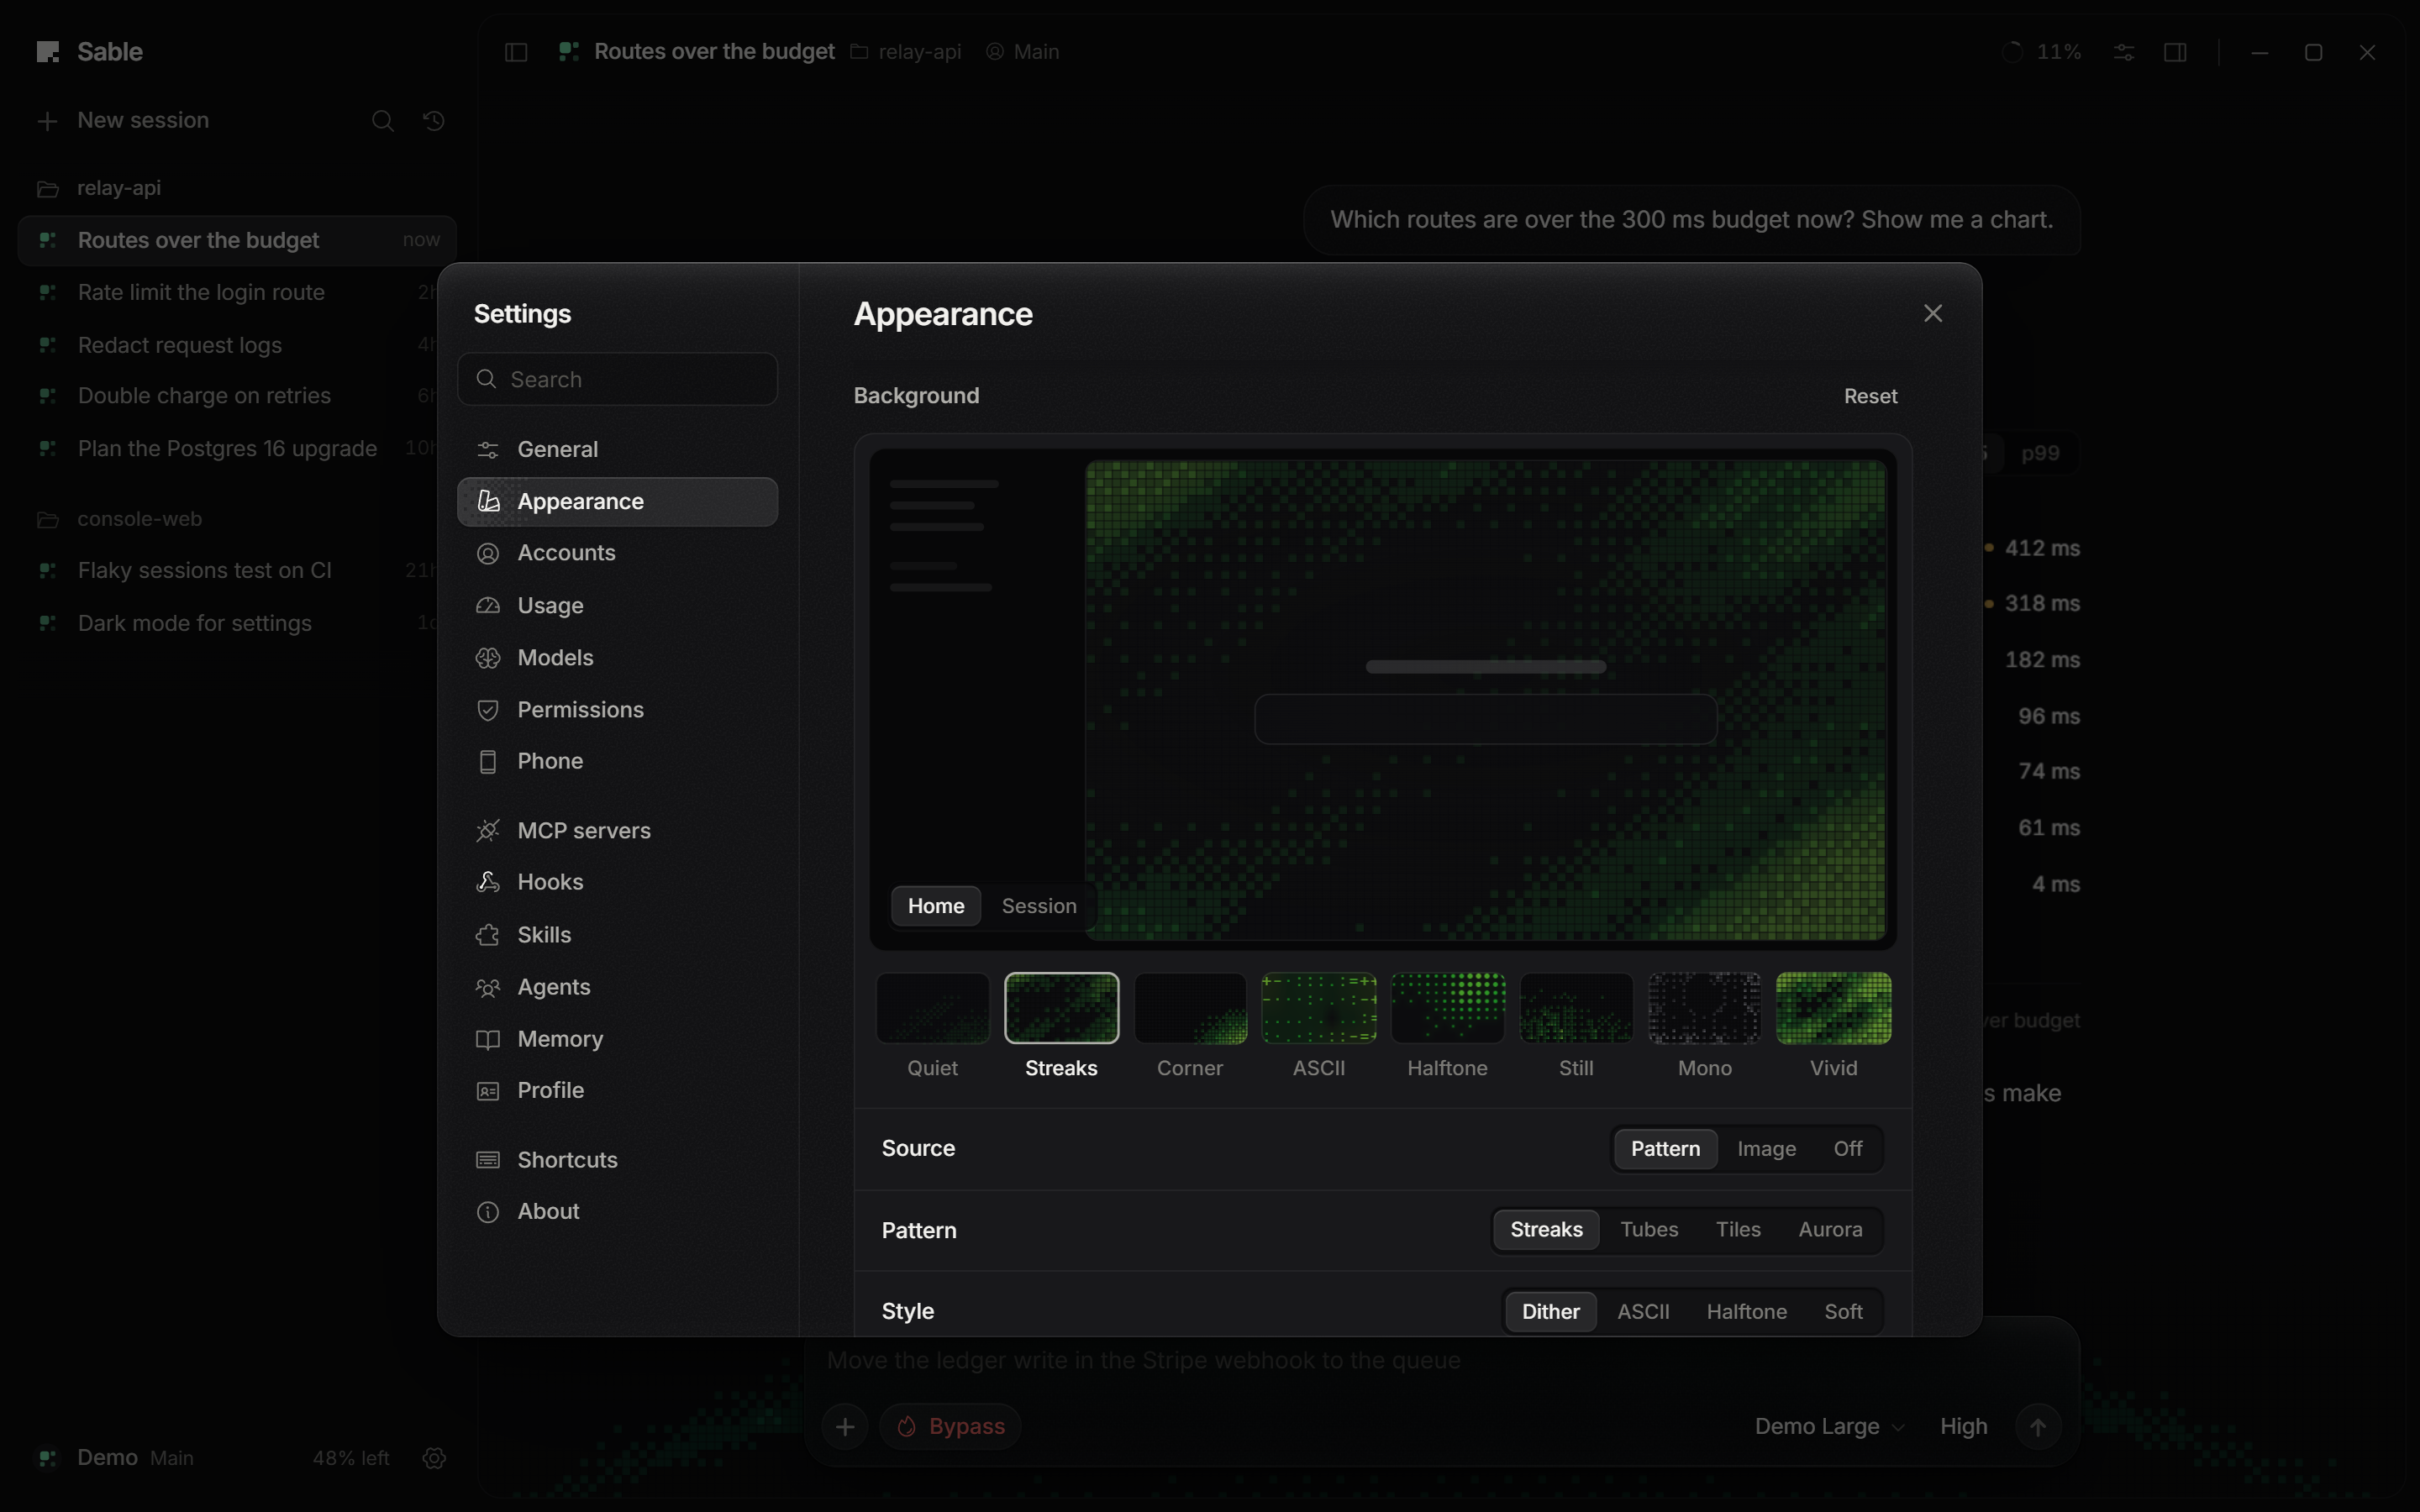 Sable
New session
relay-api
Routes over the budget now
Rate limit the login route
Redact request logs
Double charge on retries
Plan the Postgres 16 upgrade
console-web
Flaky sessions test on CI
Dark mode for settings
Demo Main 48% left
Routes over the budget relay-api Main 11%
Which routes are over the 300 ms budget now? Show me a chart.
p99
412 ms
318 ms
182 ms
96 ms
74 ms
61 ms
4 ms
budget
make
Settings
Search
General
Appearance
Accounts
Usage
Models
Permissions
Phone
MCP servers
Hooks
Skills
Agents
Memory
Profile
Shortcuts
About
Appearance
Background Reset
Home Session
Quiet Streaks Corner ASCII Halftone Still Mono Vivid
Source Pattern Image Off
Pattern Streaks Tubes Tiles Aurora
Style Dither ASCII Halftone Soft
Move the ledger write in the Stripe webhook to the queue
Bypass Demo Large High